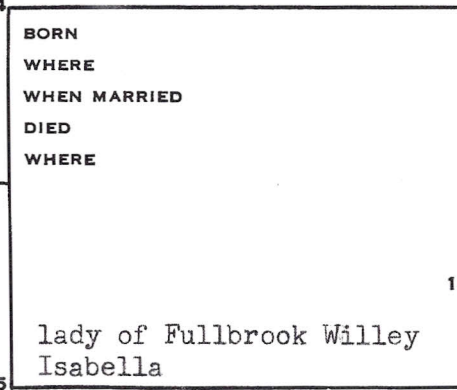 BORN
WHERE
WHEN MARRIED
DIED
WHERE
1
lady of Fullbrook Willey
Isabella